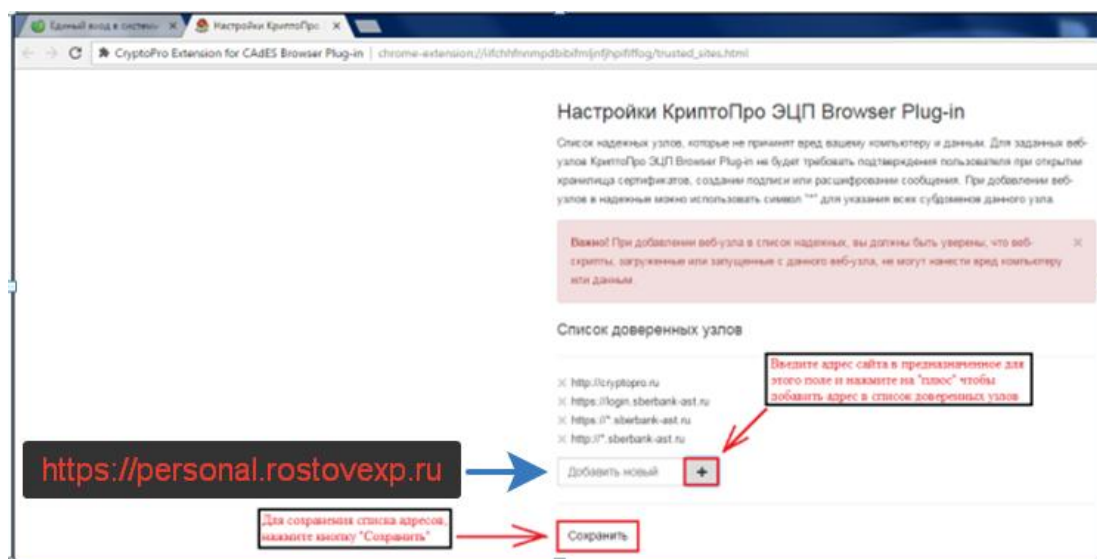 Единый вход в систему
Настройки КриптоПро
CryptoPro Extension for CAdES Browser Plug-in | chrome-extension://iifchhfnnmpdbibifmljnfjhpififfog/trusted_sites.html
Настройки КриптоПро ЭЦП Browser Plug-in
Список надежных узлов, которые не причинят вред вашему компьютеру и данным. Для заданных веб-
узлов КриптоПро ЭЦП Browser Plug-in не будет требовать подтверждения пользователя при открытии
хранилища сертификатов, создании подписи или расшифровании сообщения. При добавлении веб-
узлов в надежные можно использовать символ "*" для указания всех субдоменов данного узла.
Важно! При добавлении веб-узла в список надежных, вы должны быть уверены, что веб-
скрипты, загруженные или запущенные с данного веб-узла, не могут нанести вред компьютеру
или данным.
Список доверенных узлов
Введите адрес сайта в предназначенное для
этого поле и нажмите на "плюс" чтобы
добавить адрес в список доверенных узлов
http://cryptopro.ru
https://login.sberbank-ast.ru
https://*.sberbank-ast.ru
http://*.sberbank-ast.ru
https://personal.rostovexp.ru
Добавить новый
+
Для сохранения списка адресов,
нажмите кнопку "Сохранить"
Сохранить